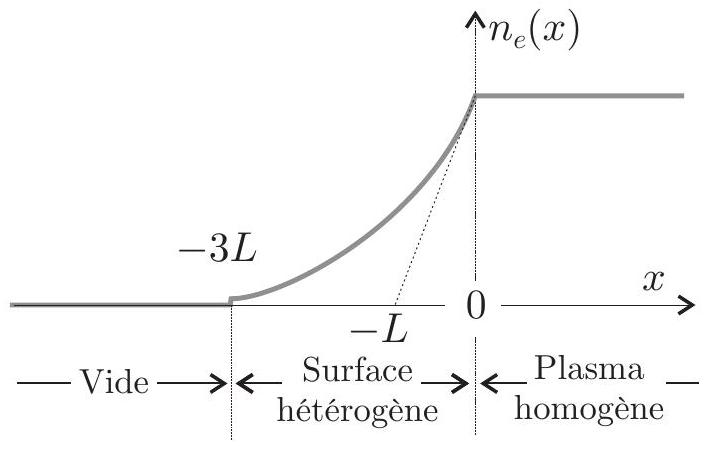 n_e(x)
−3L
x
0
−L
Vide
Surface
hétérogène
Plasma
homogène